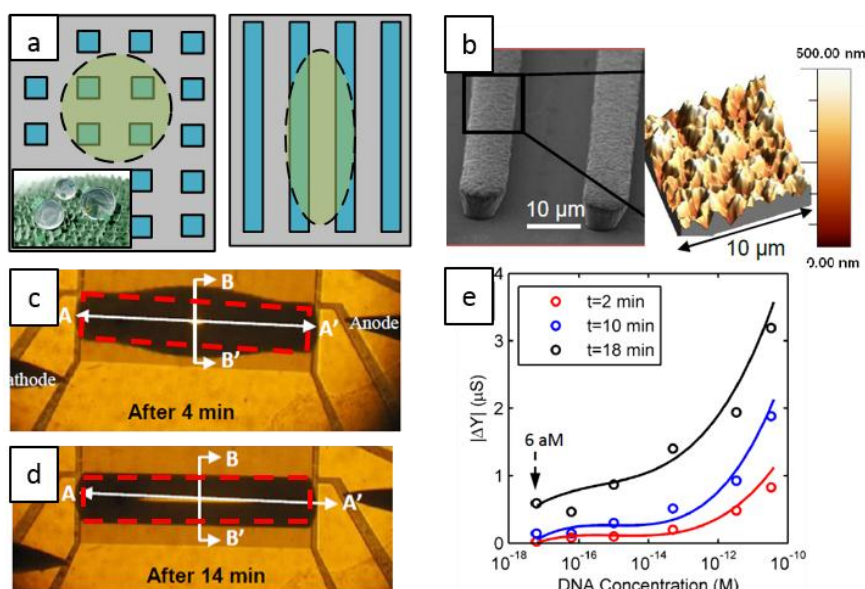 a
b
500.00 nm
10 µm
0.00 nm
10 µm
c
B
A
A'
Anode
athode
B'
After 4 min
d
B
A
A'
B'
After 14 min
e
t=2 min
t=10 min
t=18 min
|ΔY| (µS)
6 aM
4
3
2
1
0
10⁻¹⁸ 10⁻¹⁶ 10⁻¹⁴ 10⁻¹² 10⁻¹⁰
DNA Concentration (M)